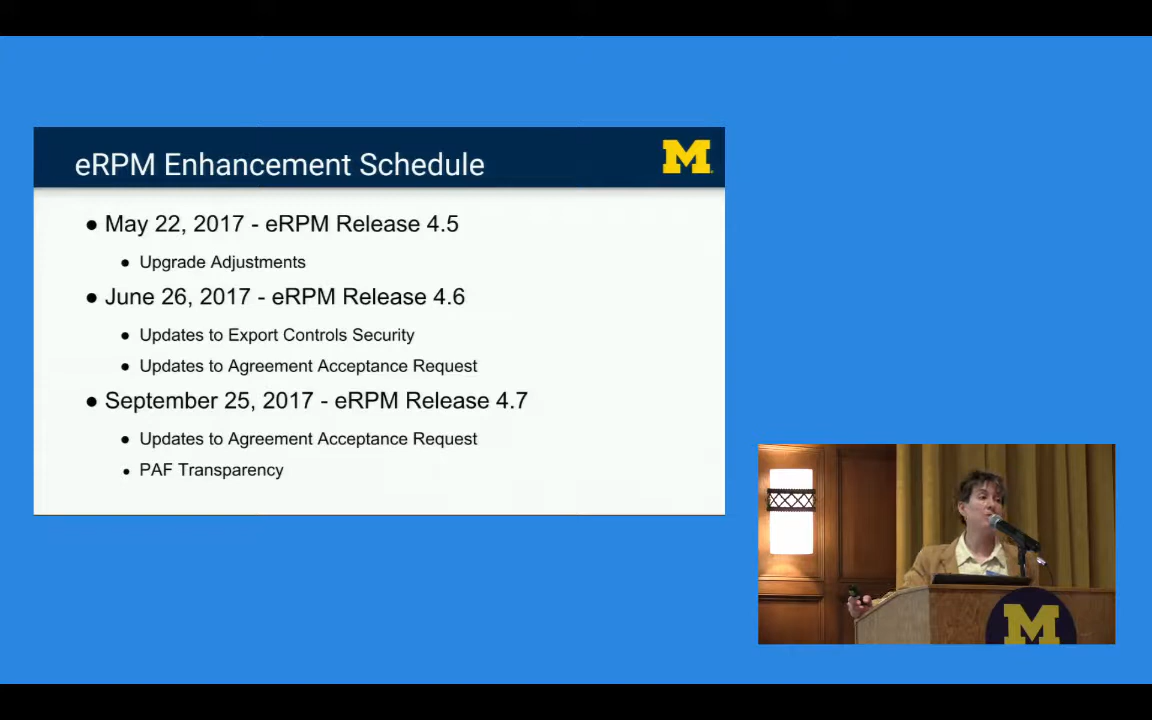 eRPM Enhancement Schedule
M
● May 22, 2017 - eRPM Release 4.5
● Upgrade Adjustments
● June 26, 2017 - eRPM Release 4.6
● Updates to Export Controls Security
● Updates to Agreement Acceptance Request
● September 25, 2017 - eRPM Release 4.7
● Updates to Agreement Acceptance Request
● PAF Transparency
M